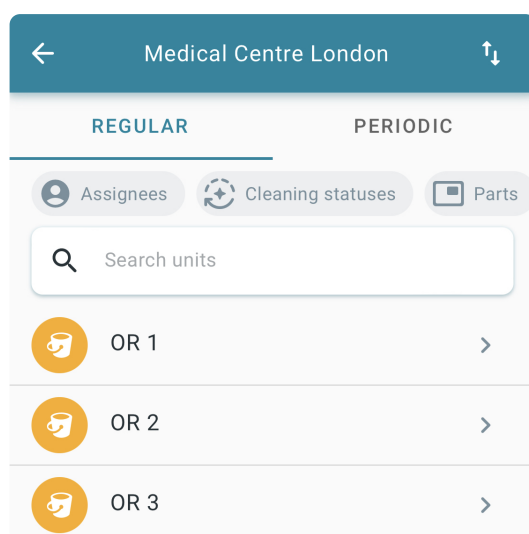 Medical Centre London
REGULAR PERIODIC
Assignees Cleaning statuses Parts
Search units
OR 1
OR 2
OR 3